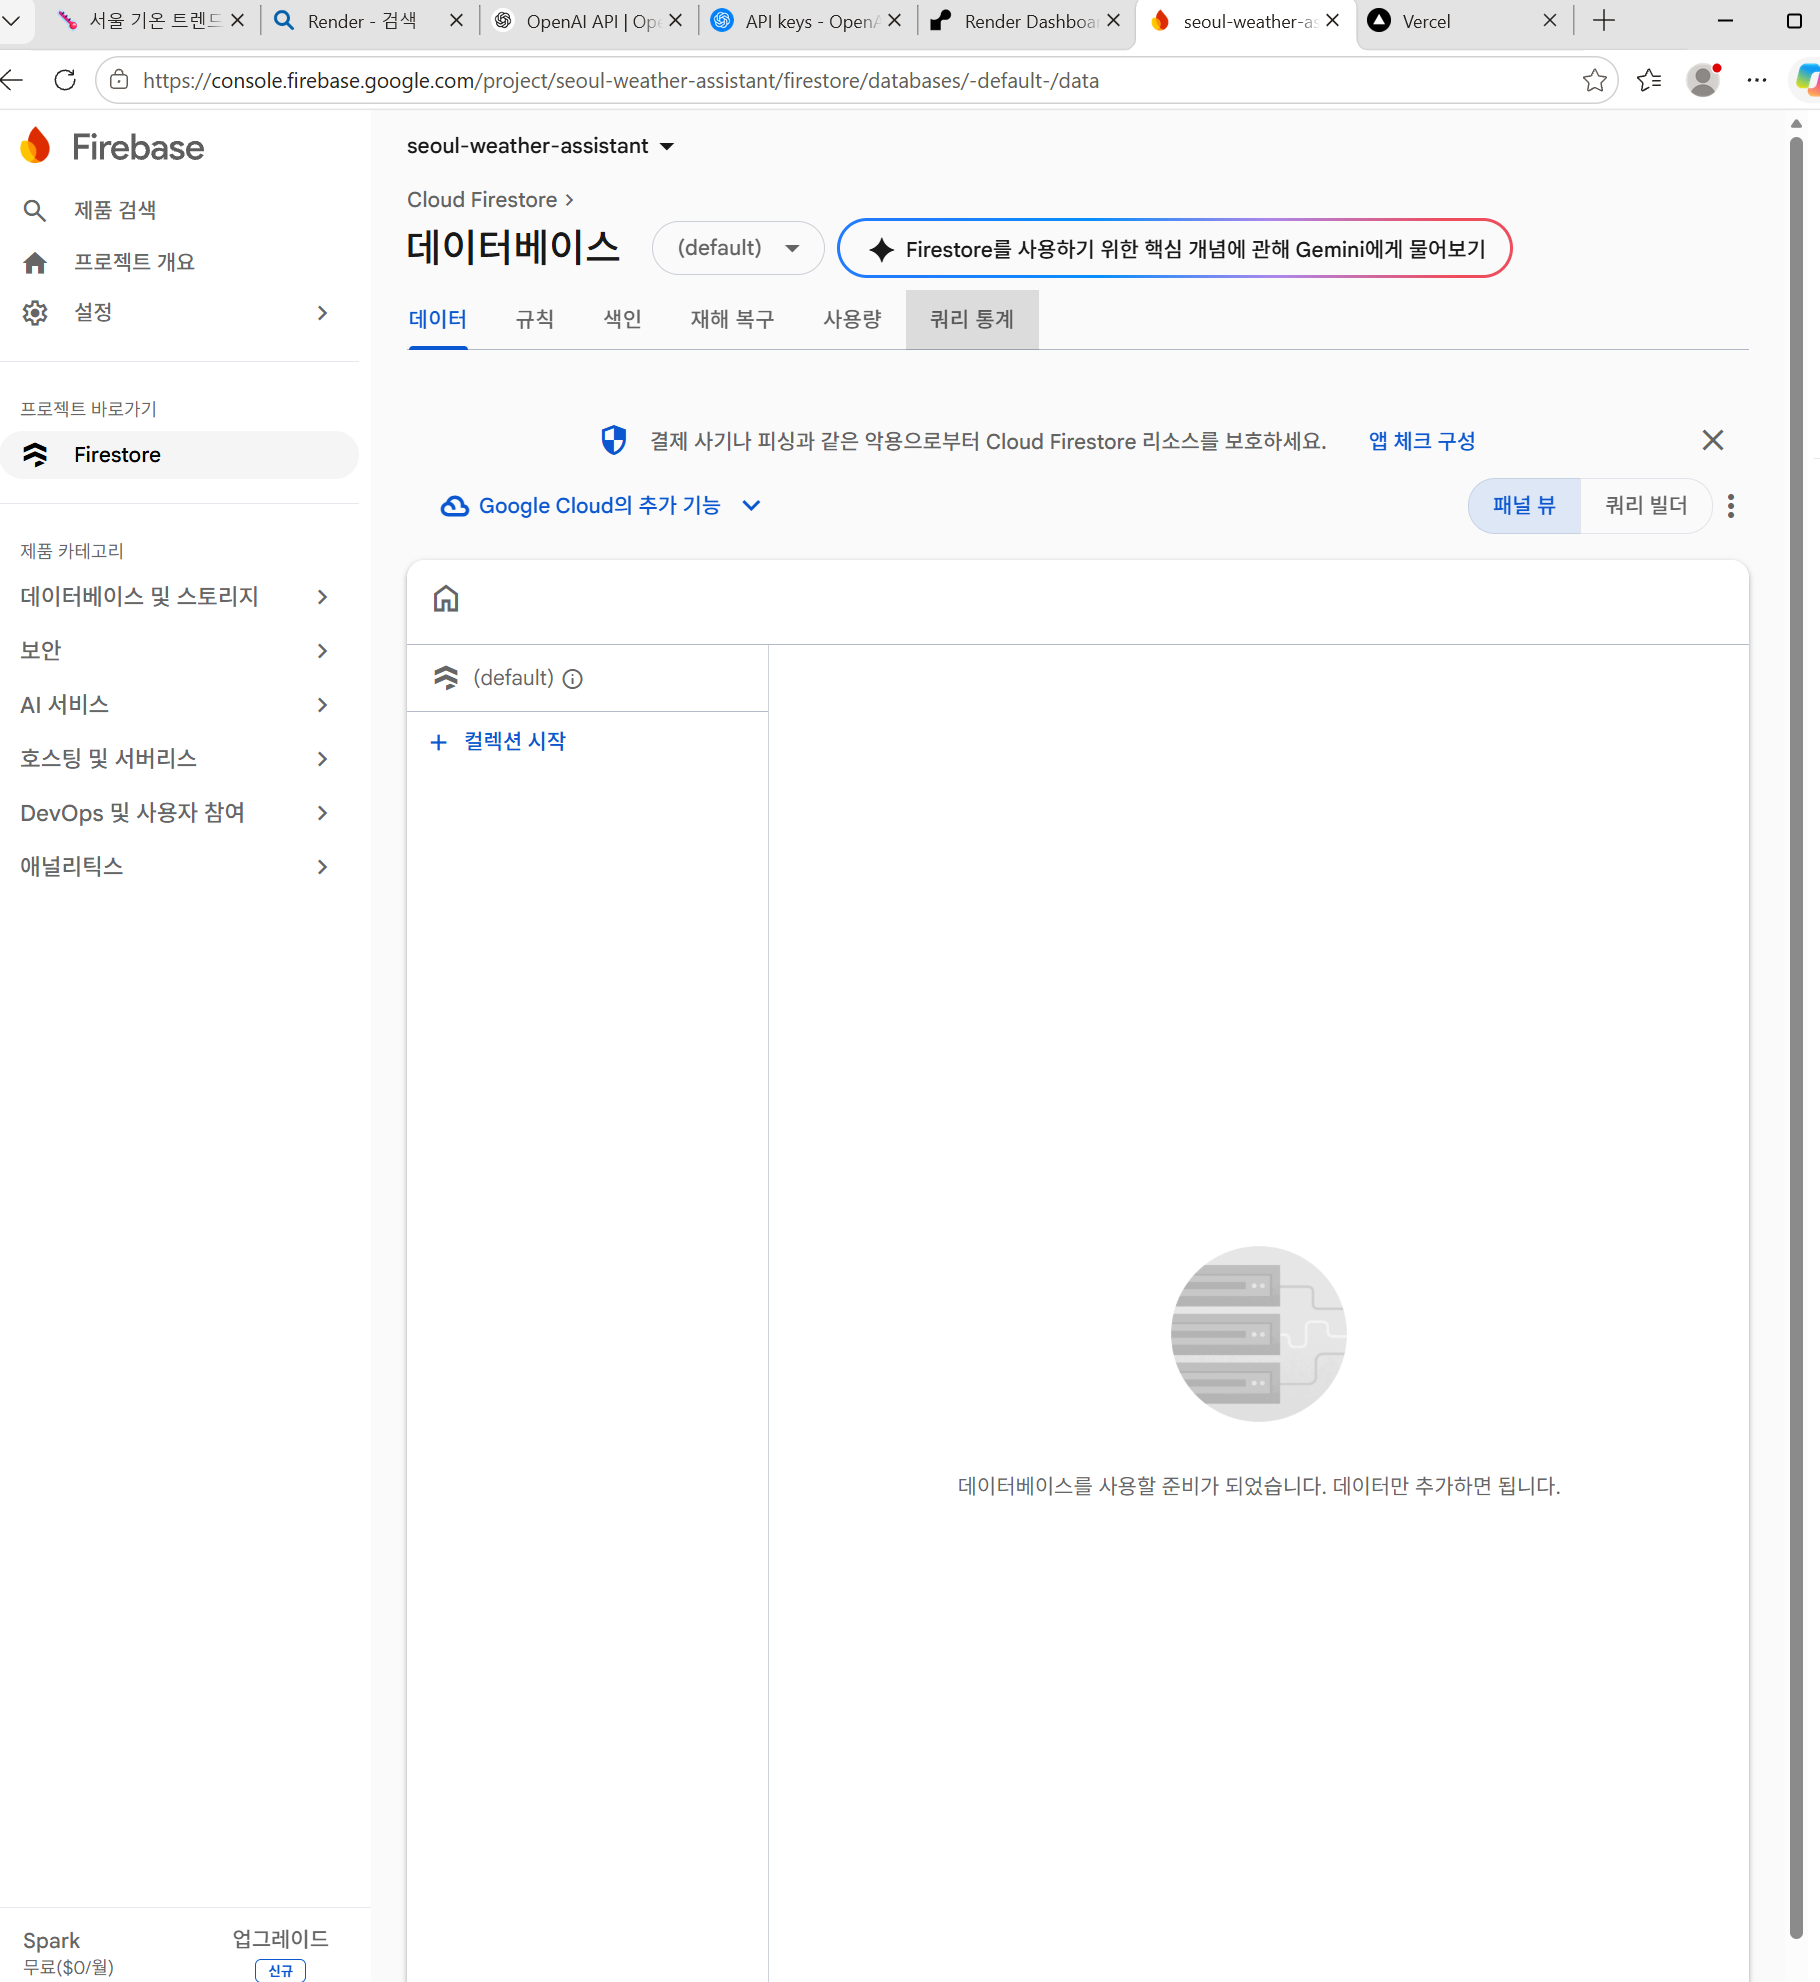 서울 기온 트렌드
Render - 검색
OpenAI API | Ope
API keys - OpenA
Render Dashboar
seoul-weather-as
Vercel
https://console.firebase.google.com/project/seoul-weather-assistant/firestore/databases/-default-/data
Firebase
제품 검색
프로젝트 개요
설정
프로젝트 바로가기
Firestore
제품 카테고리
데이터베이스 및 스토리지
보안
AI 서비스
호스팅 및 서버리스
DevOps 및 사용자 참여
애널리틱스
Spark
무료($0/월)
업그레이드
신규
seoul-weather-assistant
Cloud Firestore
데이터베이스
(default)
Firestore를 사용하기 위한 핵심 개념에 관해 Gemini에게 물어보기
데이터 규칙 색인 재해 복구 사용량 쿼리 통계
결제 사기나 피싱과 같은 악용으로부터 Cloud Firestore 리소스를 보호하세요. 앱 체크 구성
Google Cloud의 추가 기능
패널 뷰 쿼리 빌더
(default)
+ 컬렉션 시작
데이터베이스를 사용할 준비가 되었습니다. 데이터만 추가하면 됩니다.